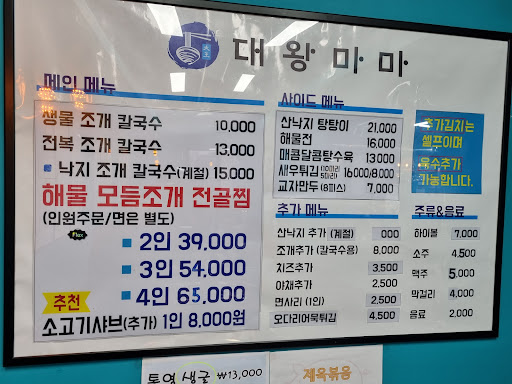 대왕마마
메인 메뉴
생물 조개 칼국수 10,000
전복 조개 칼국수 13,000
낙지 조개 칼국수(계절) 15,000
해물 모듬조개 전골찜
(인원주문/면은 별도)
2인 39.000
3인 54.000
4인 65.000
추천
소고기샤브(추가) 1인 8,000원
사이드 메뉴
산낙지 탕탕이 21,000
해물전 16,000
매콤달콤탕수육 13000
새우튀김 10마리 5마리 16000/8000
교자만두 (8피스) 7,000
추가김치는
셀프이며
육수추가
가능합니다.
추가 메뉴
산낙지 추가 (계절) 000
조개추가 (칼국수용) 8,000
치즈추가 3,500
야채추가 2,500
면사리 (1인) 2,500
오다리어묵튀김 4,500
주류&음료
하이볼 7,000
소주 4,500
맥주 5,000
막걸리 4,000
음료 2.000
통영 생굴 ₩13,000
제육볶음